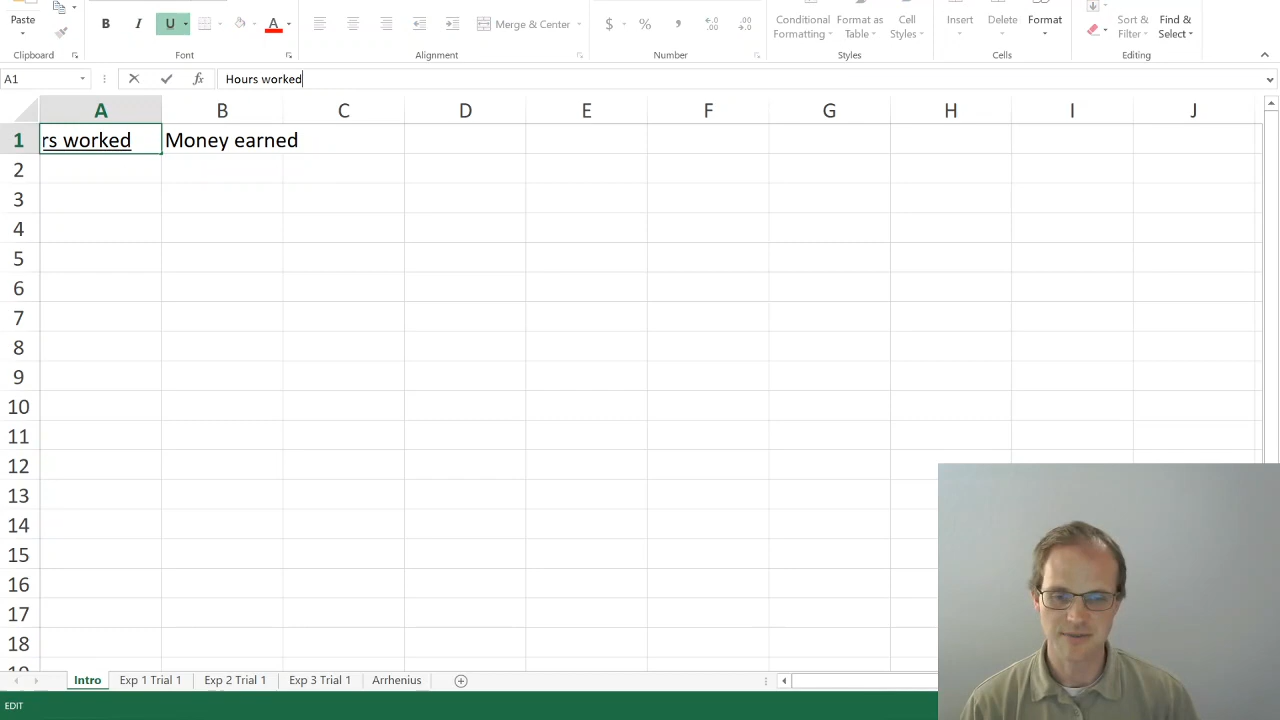 Paste
B I U A
Merge & Center
$ % ,
Conditional Formatting
Format as Table
Cell Styles
Insert Delete Format
Sort & Filter
Find & Select
Clipboard Font Alignment Number Styles Cells Editing
A1 fx Hours worked
A B C D E F G H I J
1 rs worked Money earned
2
3
4
5
6
7
8
9
10
11
12
13
14
15
16
17
18
Intro Exp 1 Trial 1 Exp 2 Trial 1 Exp 3 Trial 1 Arrhenius
EDIT